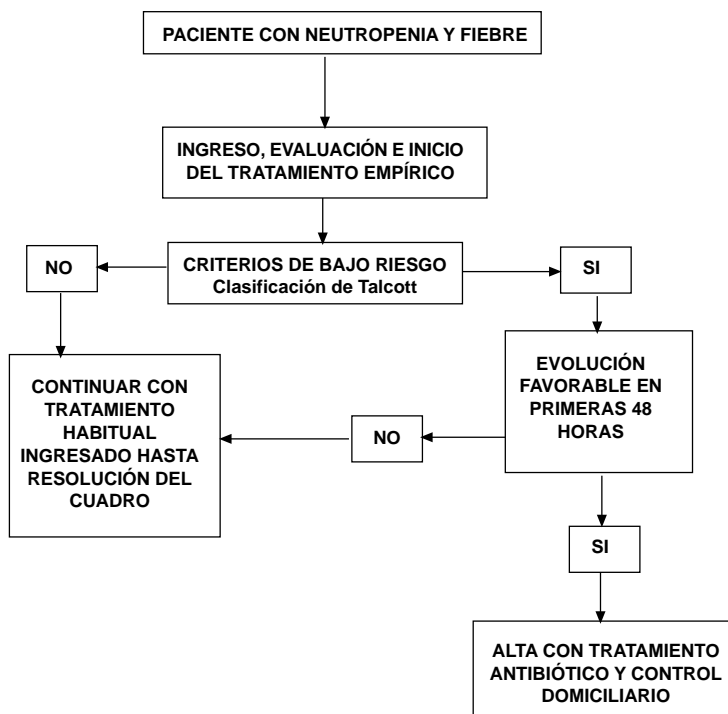 PACIENTE CON NEUTROPENIA Y FIEBRE
INGRESO, EVALUACIÓN E INICIO
DEL TRATAMIENTO EMPÍRICO
NO
CRITERIOS DE BAJO RIESGO
Clasificación de Talcott
SI
CONTINUAR CON
TRATAMIENTO
HABITUAL
INGRESADO HASTA
RESOLUCIÓN DEL
CUADRO
NO
EVOLUCIÓN
FAVORABLE EN
PRIMERAS 48
HORAS
SI
ALTA CON TRATAMIENTO
ANTIBIÓTICO Y CONTROL
DOMICILIARIO